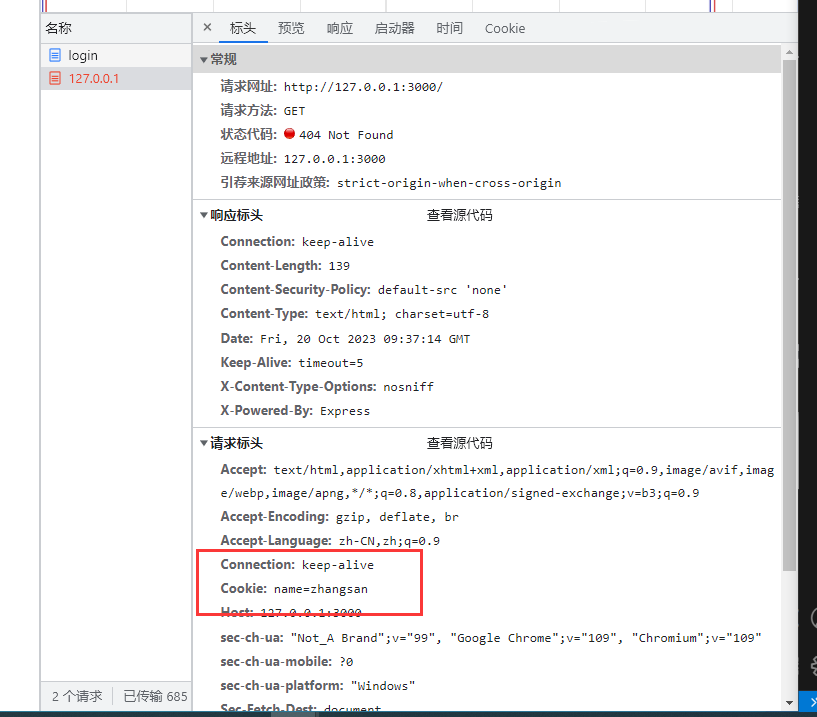 名称
login
127.0.0.1
× 标头 预览 响应 启动器 时间 Cookie
▼常规
请求网址: http://127.0.0.1:3000/
请求方法: GET
状态代码: 404 Not Found
远程地址: 127.0.0.1:3000
引荐来源网址政策: strict-origin-when-cross-origin
▼响应标头 查看源代码
Connection: keep-alive
Content-Length: 139
Content-Security-Policy: default-src 'none'
Content-Type: text/html; charset=utf-8
Date: Fri, 20 Oct 2023 09:37:14 GMT
Keep-Alive: timeout=5
X-Content-Type-Options: nosniff
X-Powered-By: Express
▼请求标头 查看源代码
Accept: text/html,application/xhtml+xml,application/xml;q=0.9,image/avif,imag
e/webp,image/apng,*/*;q=0.8,application/signed-exchange;v=b3;q=0.9
Accept-Encoding: gzip, deflate, br
Accept-Language: zh-CN,zh;q=0.9
Connection: keep-alive
Cookie: name=zhangsan
Host: 127.0.0.1:3000
sec-ch-ua: "Not_A Brand";v="99", "Google Chrome";v="109", "Chromium";v="109"
sec-ch-ua-mobile: ?0
sec-ch-ua-platform: "Windows"
Sec-Fetch-Dest: document
2 个请求 已传输 685